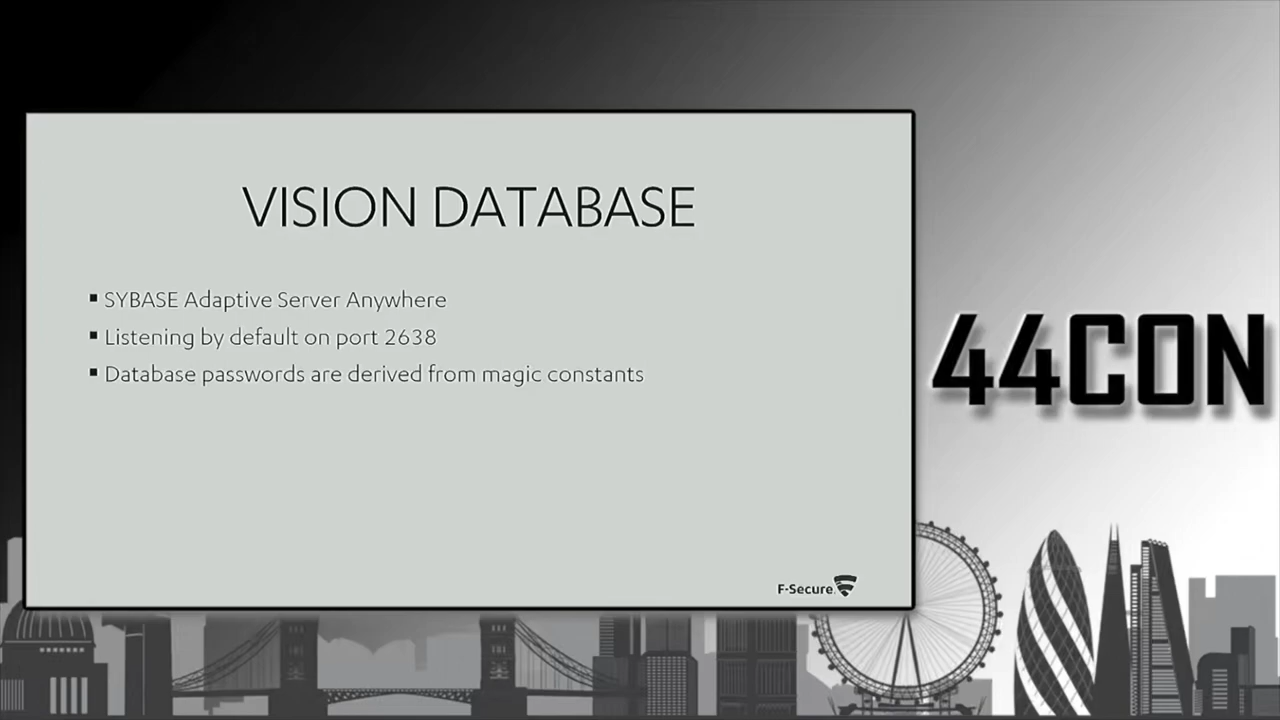 VISION DATABASE
▪ SYBASE Adaptive Server Anywhere
▪ Listening by default on port 2638
▪ Database passwords are derived from magic constants
44CON
F-Secure.